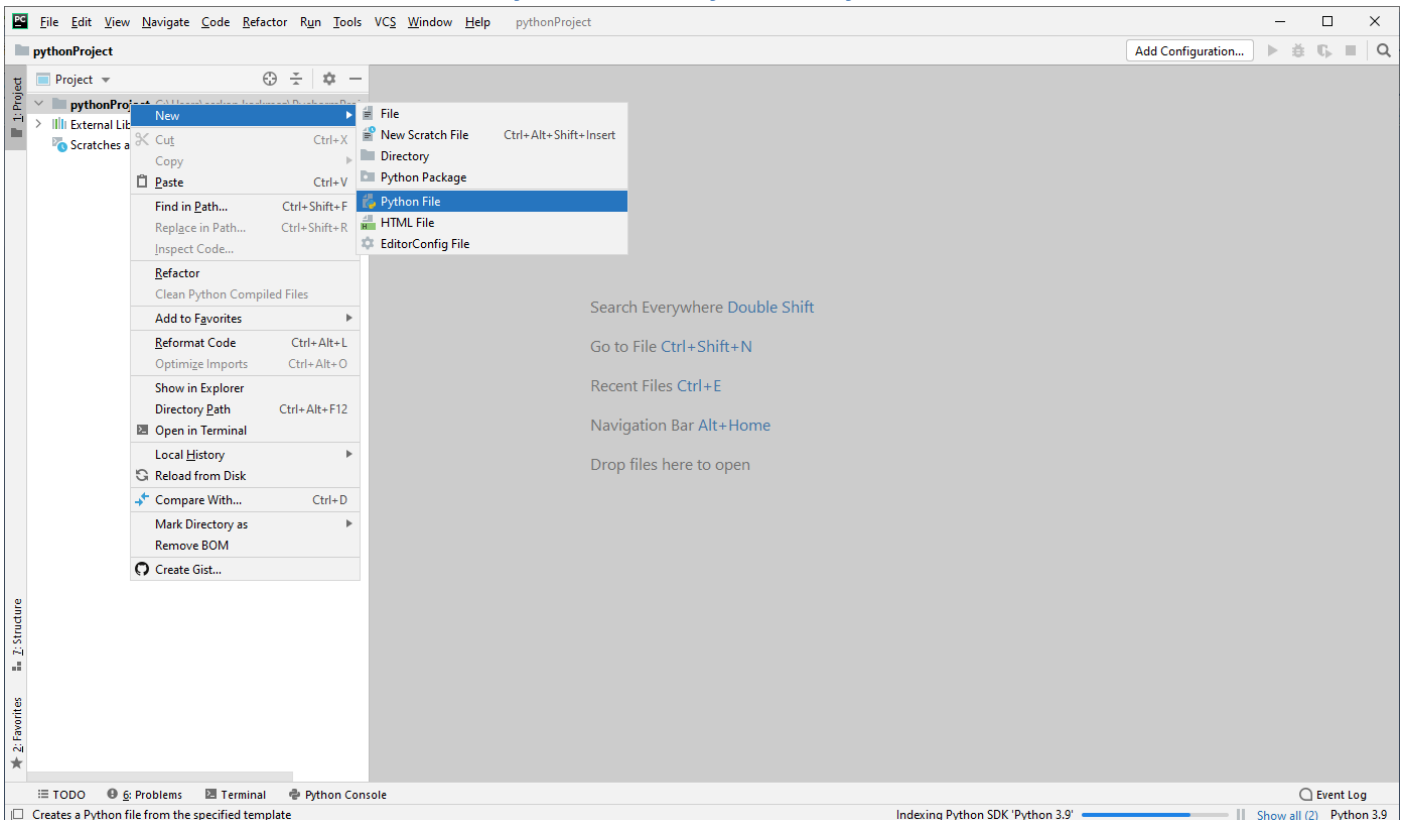 File Edit View Navigate Code Refactor Run Tools VCS Window Help pythonProject
pythonProject
Add Configuration...
1: Project
Project
pythonProj
External Lib
Scratches a
New
Cut Ctrl+X
Copy
Paste Ctrl+V
Find in Path... Ctrl+Shift+F
Replace in Path... Ctrl+Shift+R
Inspect Code...
Refactor
Clean Python Compiled Files
Add to Favorites
Reformat Code Ctrl+Alt+L
Optimize Imports Ctrl+Alt+O
Show in Explorer
Directory Path Ctrl+Alt+F12
Open in Terminal
Local History
Reload from Disk
Compare With... Ctrl+D
Mark Directory as
Remove BOM
Create Gist...
File
New Scratch File Ctrl+Alt+Shift+Insert
Directory
Python Package
Python File
HTML File
EditorConfig File
Search Everywhere Double Shift
Go to File Ctrl+Shift+N
Recent Files Ctrl+E
Navigation Bar Alt+Home
Drop files here to open
7: Structure
2: Favorites
TODO 6: Problems Terminal Python Console
Event Log
Creates a Python file from the specified template
Indexing Python SDK 'Python 3.9' Show all (2) Python 3.9